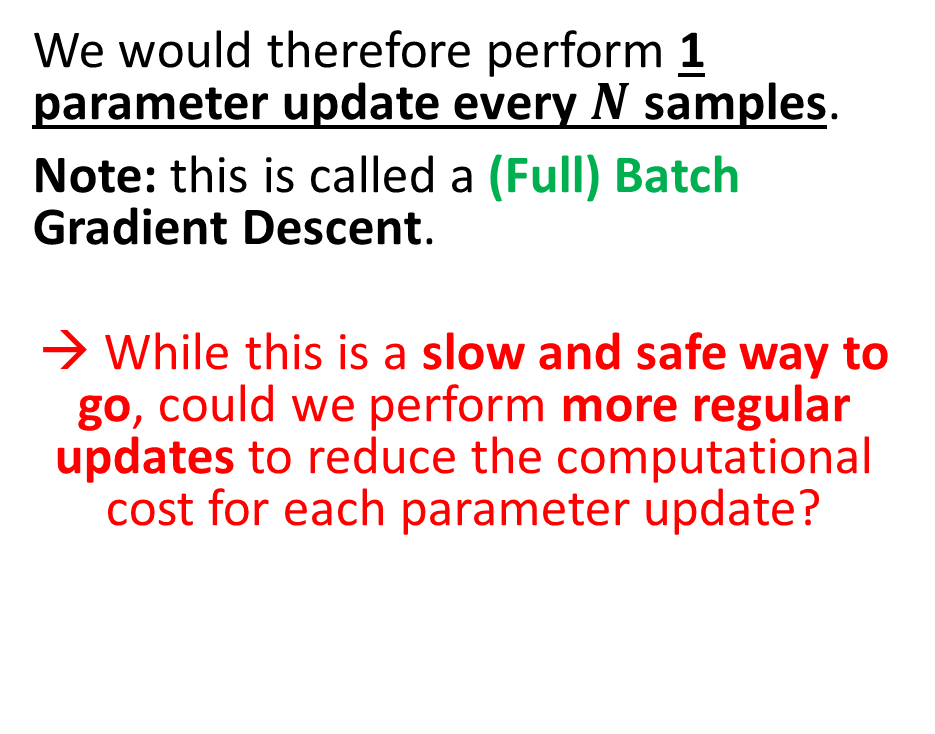 We would therefore perform 1
parameter update every N samples.
Note: this is called a (Full) Batch
Gradient Descent.
→ While this is a slow and safe way to
go, could we perform more regular
updates to reduce the computational
cost for each parameter update?